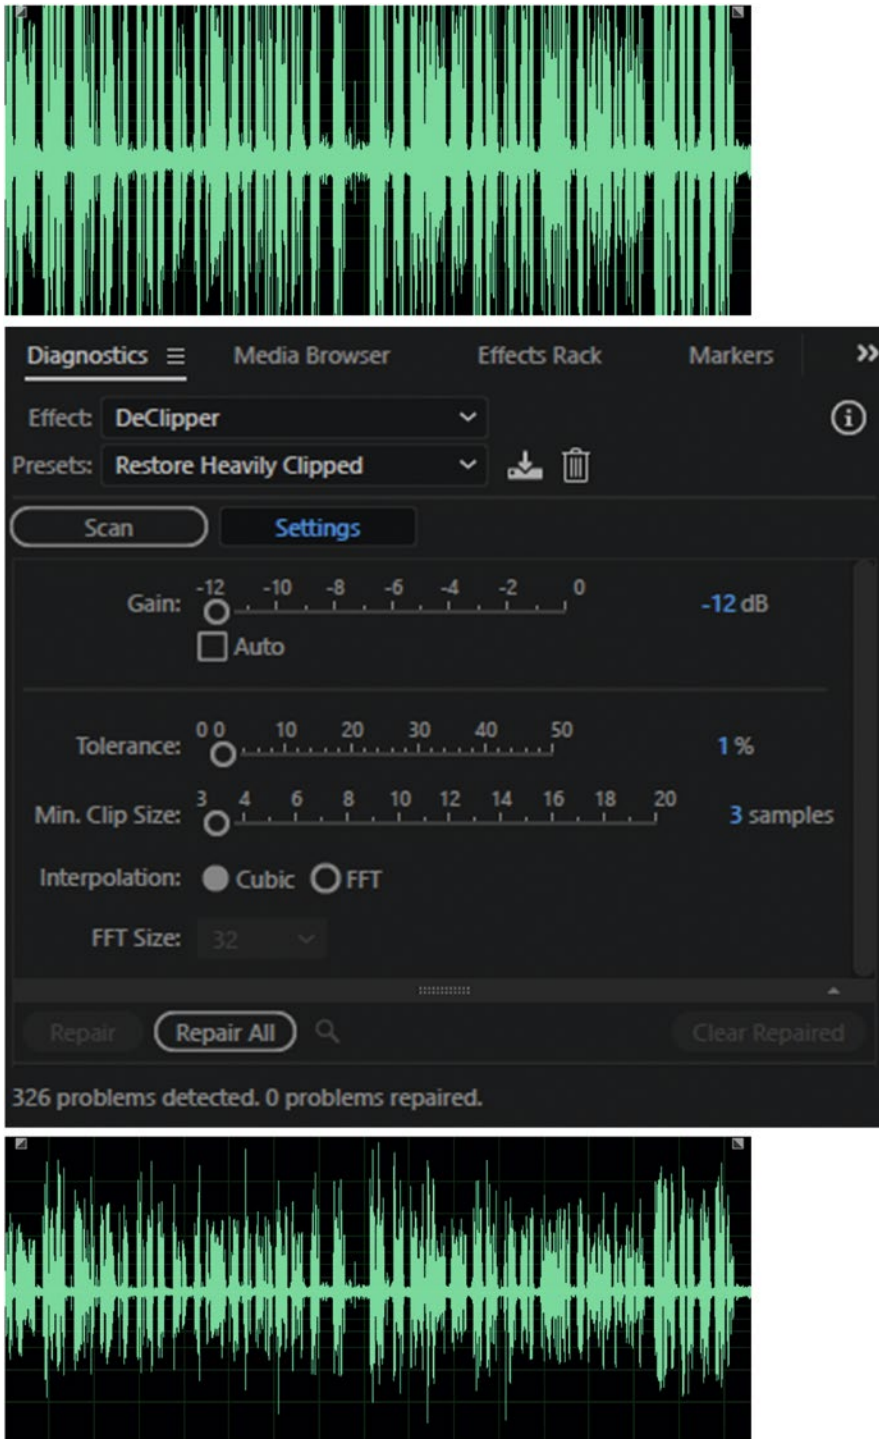 Diagnostics Media Browser Effects Rack Markers
Effect: DeClipper
Presets: Restore Heavily Clipped
Scan Settings
-12 -10 -8 -6 -4 -2 0
Gain: -12 dB
Auto
0 0 10 20 30 40 50
Tolerance: 1 %
3 4 6 8 10 12 14 16 18 20
Min. Clip Size: 3 samples
Interpolation: Cubic FFT
FFT Size: 32
Repair Repair All Clear Repaired
326 problems detected. 0 problems repaired.